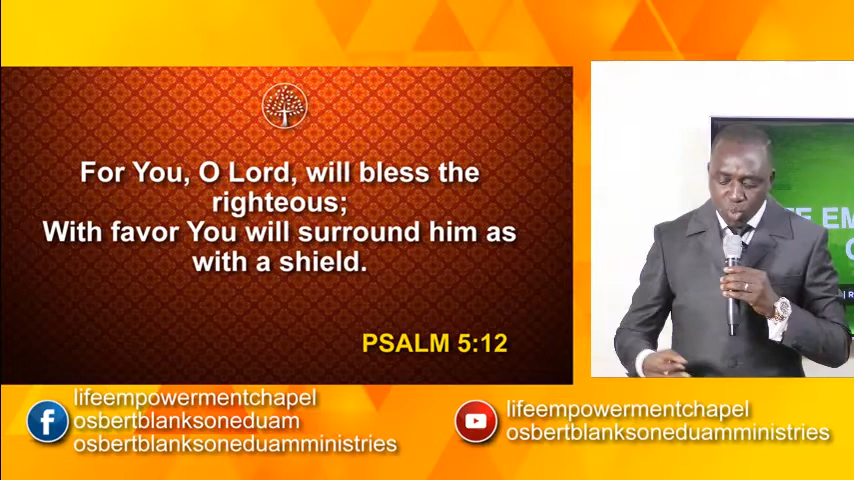 For You, O Lord, will bless the
righteous;
With favor You will surround him as
with a shield.
PSALM 5:12
lifeempowermentchapel
osbertblanksoneduam
osbertblanksoneduamministries
lifeempowermentchapel
osbertblanksoneduamministries